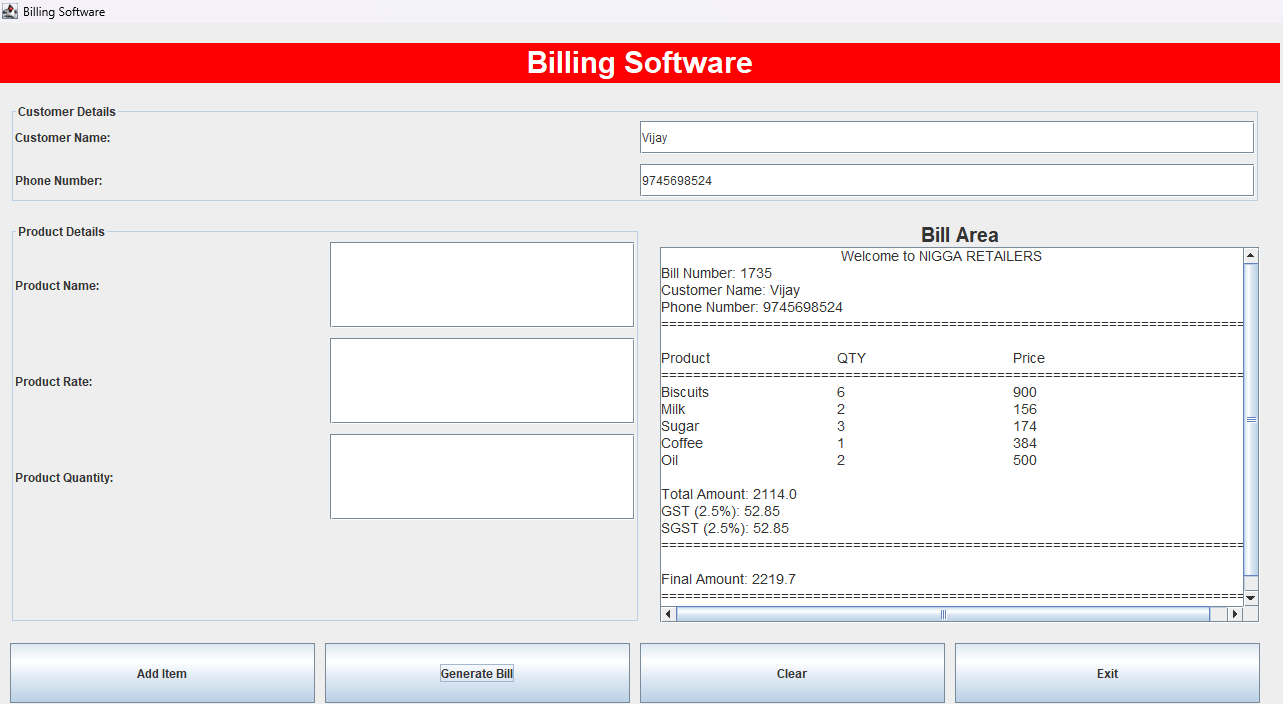 Billing Software
Billing Software
Customer Details
Customer Name: Vijay
Phone Number: 9745698524
Product Details
Product Name:
Product Rate:
Product Quantity:
Bill Area
Welcome to NIGGA RETAILERS
Bill Number: 1735
Customer Name: Vijay
Phone Number: 9745698524
==================================================================
Product QTY Price
==================================================================
Biscuits 6 900
Milk 2 156
Sugar 3 174
Coffee 1 384
Oil 2 500
Total Amount: 2114.0
GST (2.5%): 52.85
SGST (2.5%): 52.85
==================================================================
Final Amount: 2219.7
==================================================================
Add Item Generate Bill Clear Exit